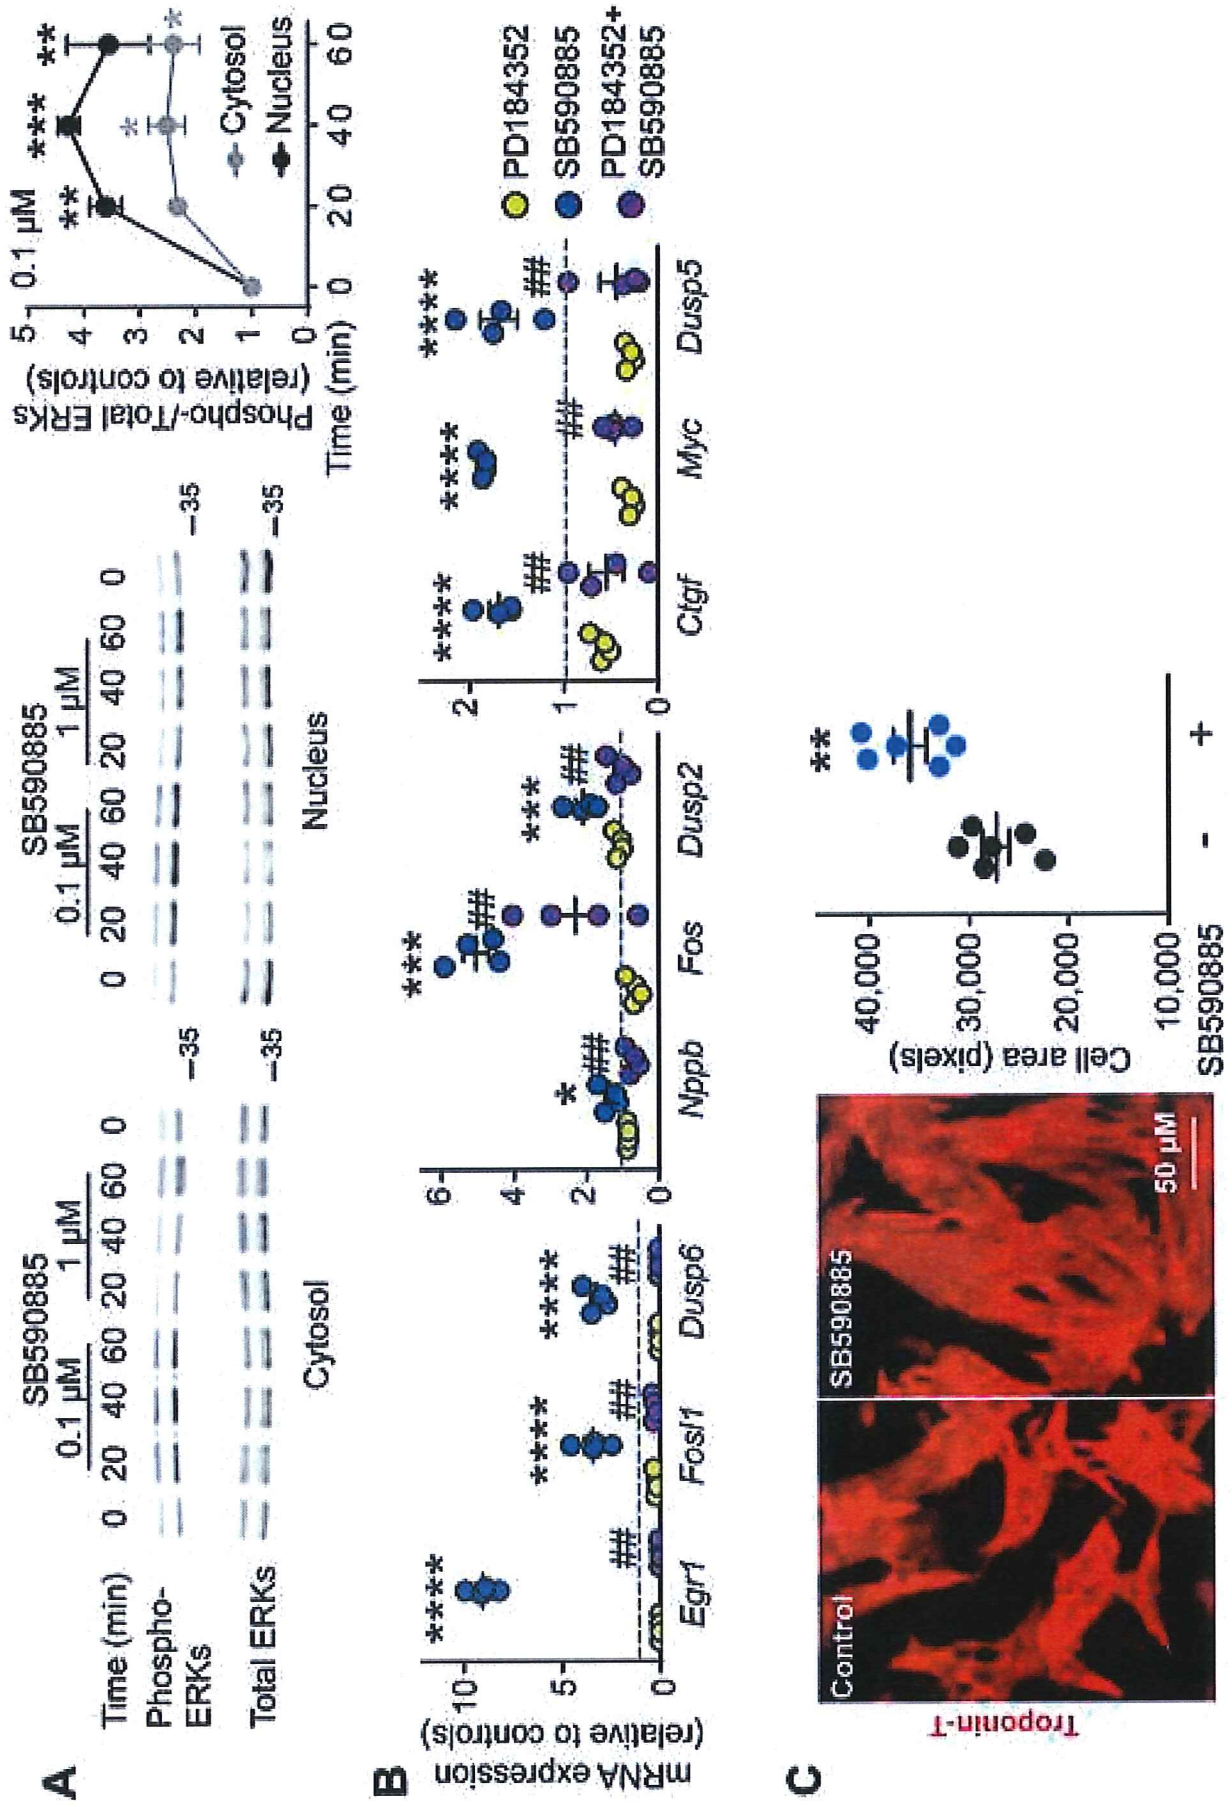 A
SB590885 SB590885
0.1 µM 1 µM 0.1 µM 1 µM
Time (min) 0 20 40 60 20 40 60 0 0 20 40 60 20 40 60 0
Phospho-
ERKs
–35 –35
Total ERKs –35 –35
Cytosol Nucleus
Phospho-/Total ERKs
(relative to controls)
0.1 µM
5
4
3
2
1
0
** *** **
* *
Cytosol
Nucleus
Time (min) 0 20 40 60
B
mRNA expression
(relative to controls)
10
5
0
**** **** ****
## ## ##
Egr1 Fosl1 Dusp6
6
4
2
0
* *** ***
## ## ##
Nppb Fos Dusp2
2
1
0
**** **** ****
## ## ##
Ctgf Myc Dusp5
PD184352
SB590885
PD184352+
SB590885
C
Troponin-T
Control SB590885
50 µM
Cell area (pixels)
40,000
30,000
20,000
10,000
**
SB590885 - +